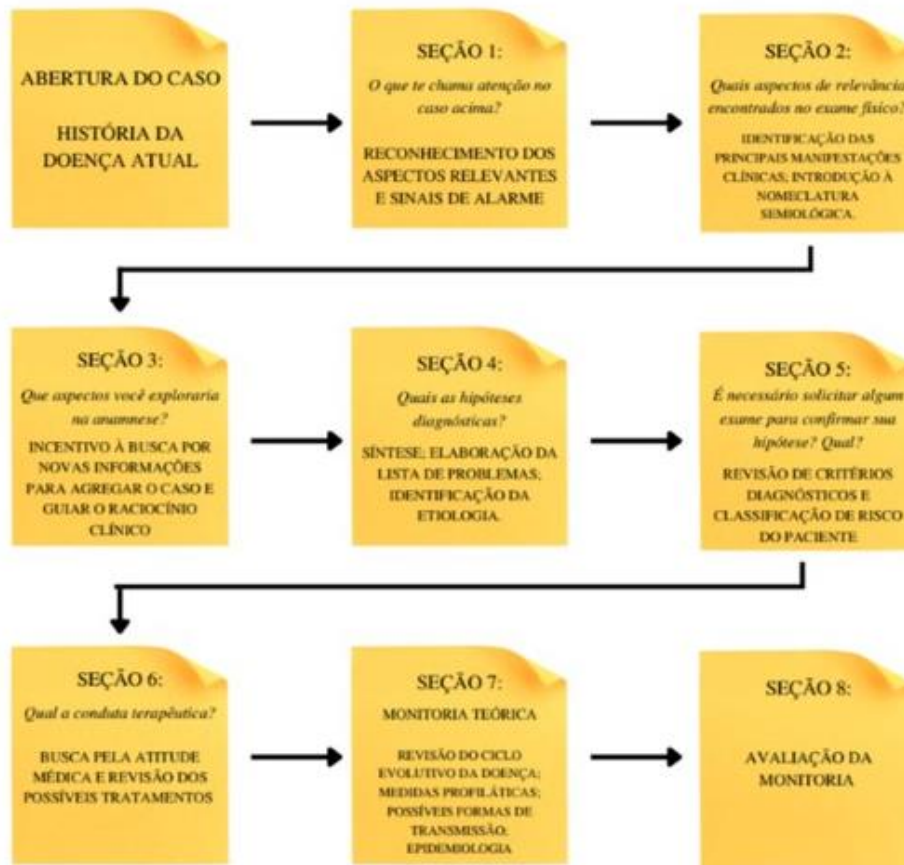 ABERTURA DO CASO
HISTÓRIA DA
DOENÇA ATUAL
SEÇÃO 1:
O que te chama atenção no
caso acima?
RECONHECIMENTO DOS
ASPECTOS RELEVANTES
E SINAIS DE ALARME
SEÇÃO 2:
Quais aspectos de relevância
encontrados no exame físico?
IDENTIFICAÇÃO DAS
PRINCIPAIS MANIFESTAÇÕES
CLÍNICAS; INTRODUÇÃO À
NOMECLATURA
SEMIOLÓGICA.
SEÇÃO 3:
Que aspectos você exploraria
na anamnese?
INCENTIVO À BUSCA POR
NOVAS INFORMAÇÕES
PARA AGREGAR O CASO E
GUIAR O RACIOCÍNIO
CLÍNICO
SEÇÃO 4:
Quais as hipóteses
diagnósticas?
SÍNTESE; ELABORAÇÃO DA
LISTA DE PROBLEMAS;
IDENTIFICAÇÃO DA
ETIOLOGIA.
SEÇÃO 5:
É necessário solicitar algum
exame para confirmar sua
hipótese? Qual?
REVISÃO DE CRITÉRIOS
DIAGNÓSTICOS E
CLASSIFICAÇÃO DE RISCO
DO PACIENTE
SEÇÃO 6:
Qual a conduta terapêutica?
BUSCA PELA ATITUDE
MÉDICA E REVISÃO DOS
POSSÍVEIS TRATAMENTOS
SEÇÃO 7:
MONITORIA TEÓRICA
REVISÃO DO CICLO
EVOLUTIVO DA DOENÇA;
MEDIDAS PROFILÁTICAS;
POSSÍVEIS FORMAS DE
TRANSMISSÃO;
EPIDEMIOLOGIA
SEÇÃO 8:
AVALIAÇÃO DA
MONITORIA